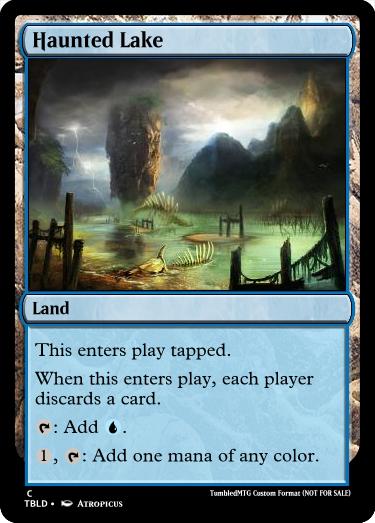 Haunted Lake
Land
This enters play tapped.
When this enters play, each player
discards a card.
: Add .
1, : Add one mana of any color.
C
TBLD • Atropicus
TumbledMTG Custom Format (NOT FOR SALE)